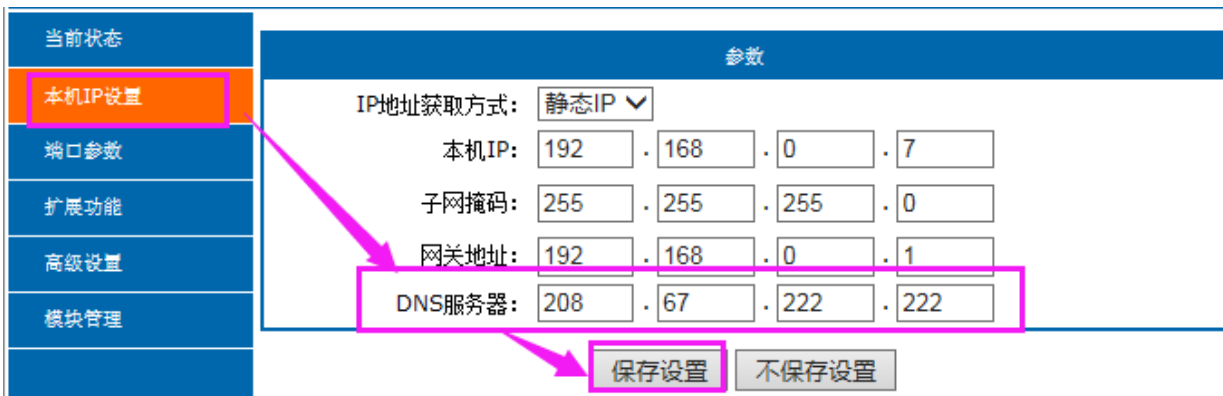 当前状态
本机IP设置
端口参数
扩展功能
高级设置
模块管理
参数
IP地址获取方式： 静态IP
本机IP： 192 . 168 . 0 . 7
子网掩码： 255 . 255 . 255 . 0
网关地址： 192 . 168 . 0 . 1
DNS服务器： 208 . 67 . 222 . 222
保存设置 不保存设置